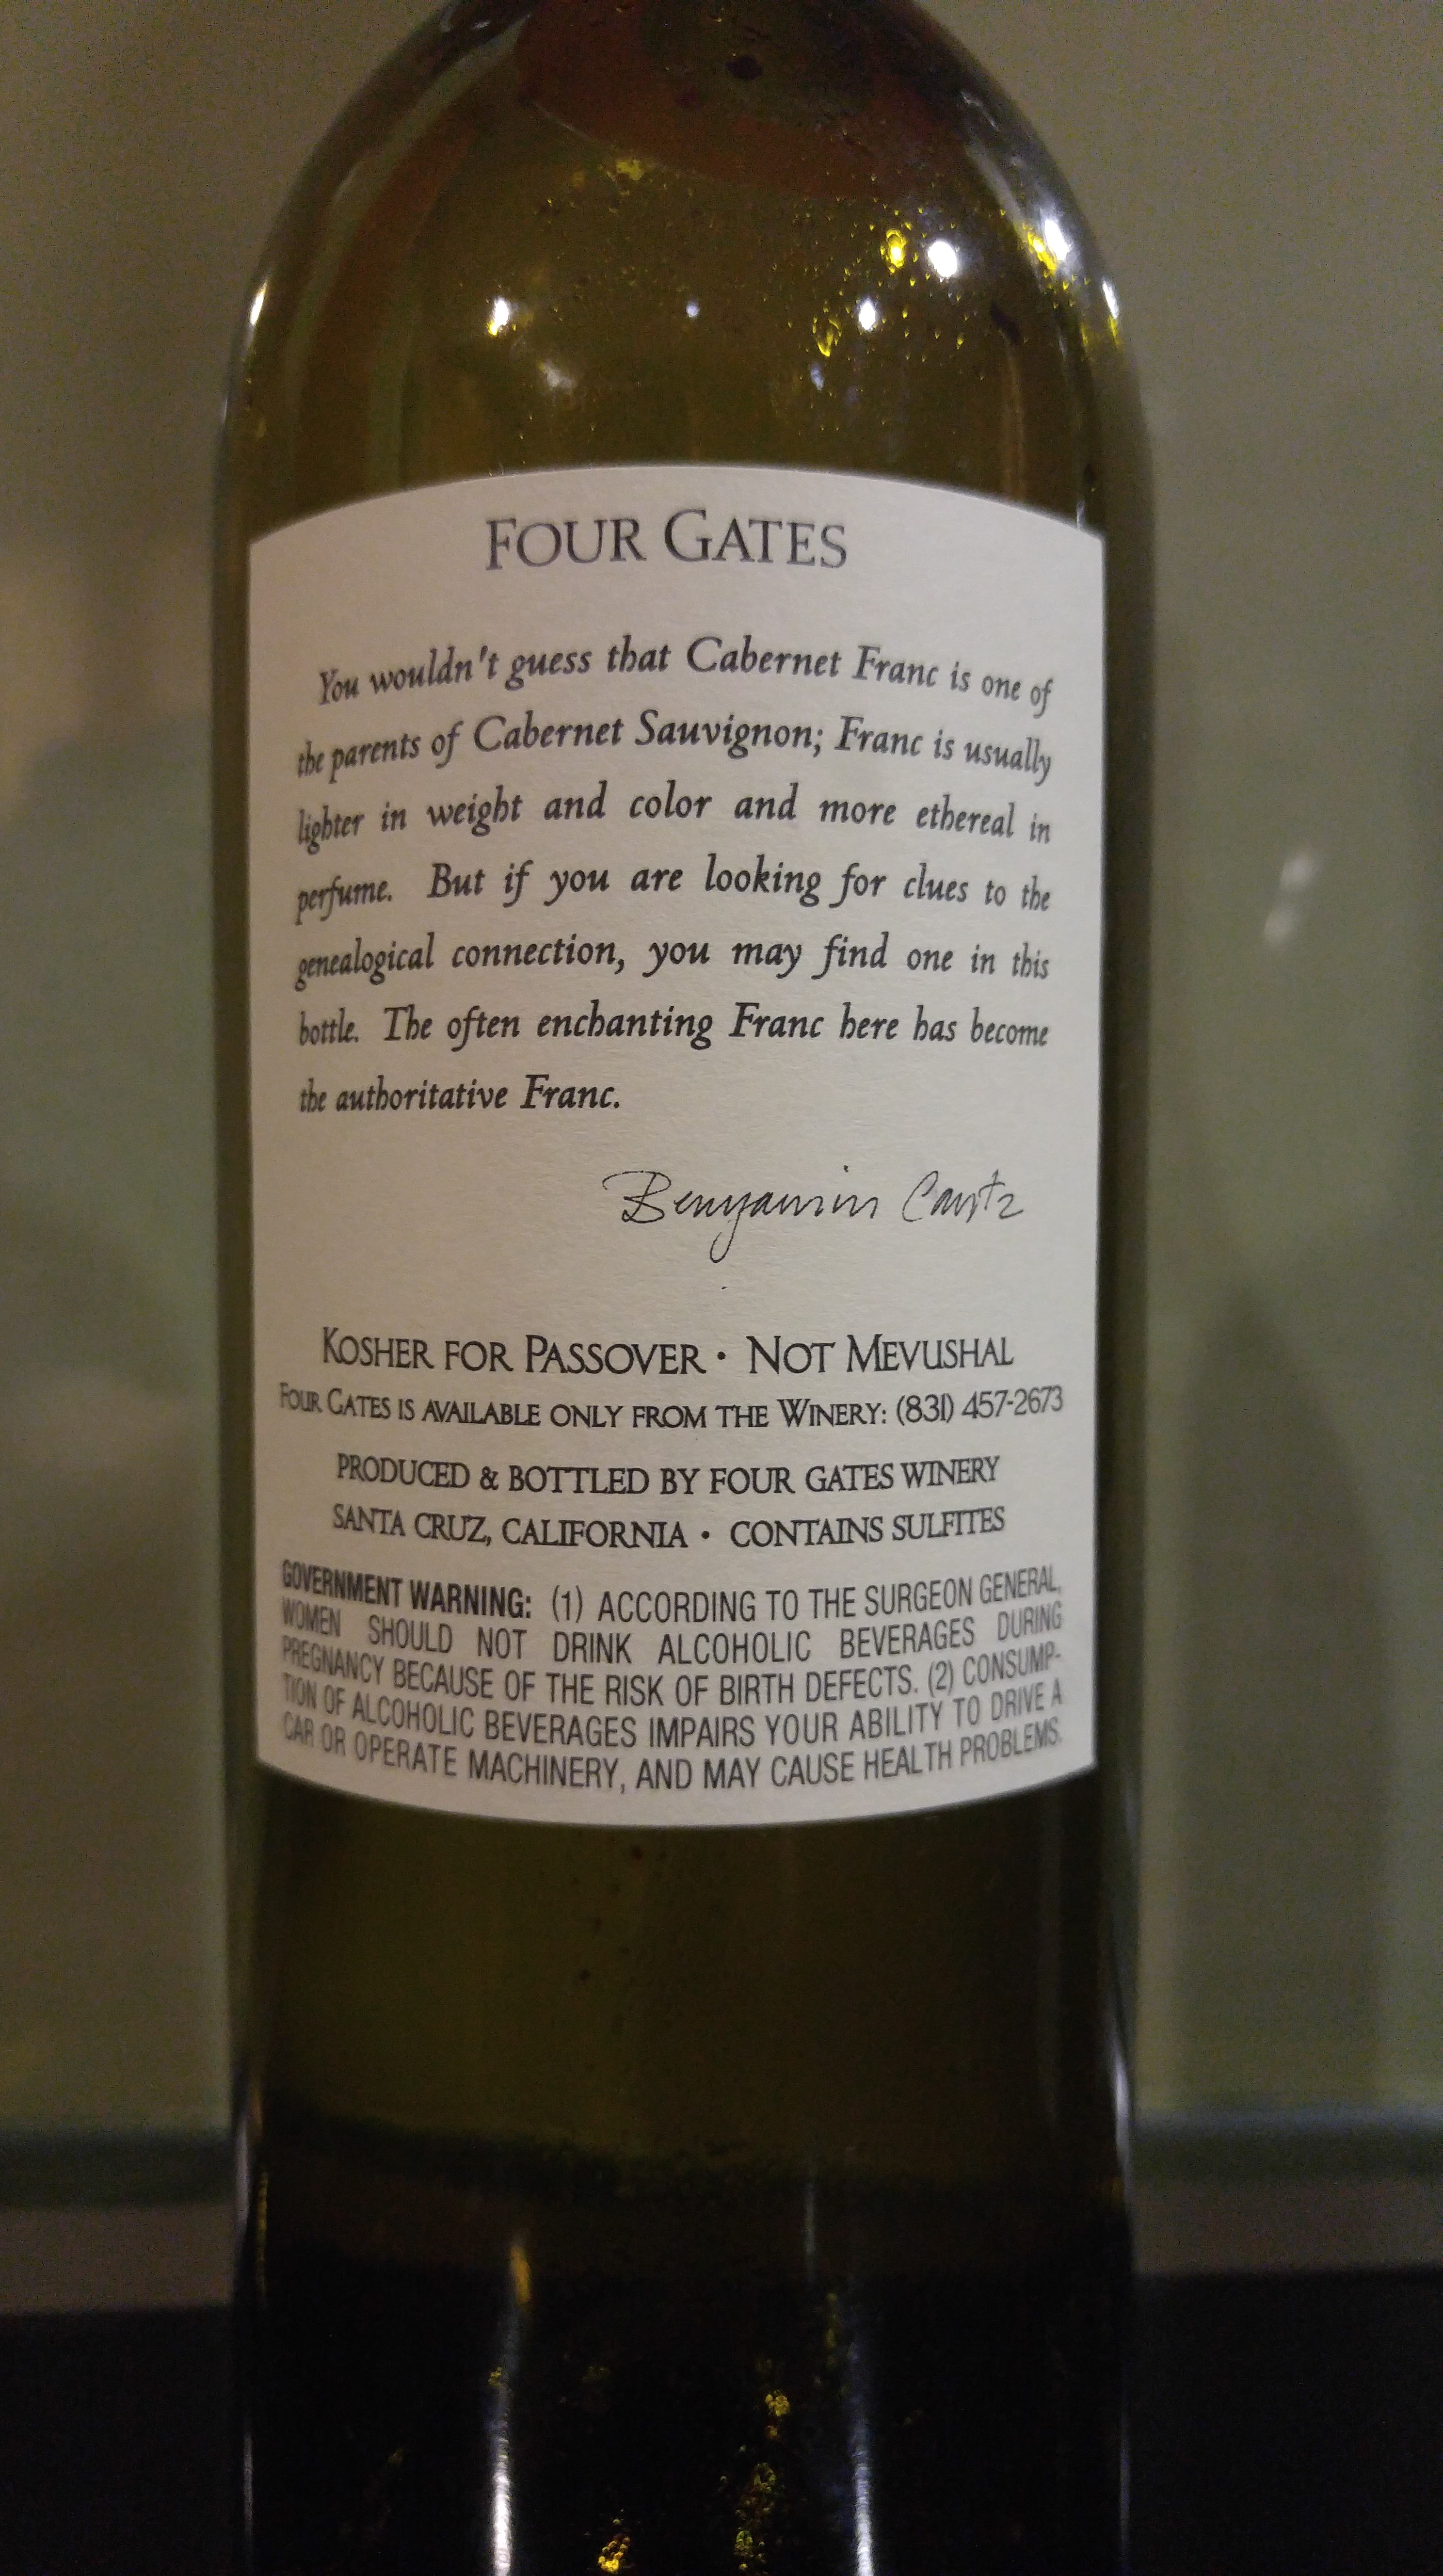 FOUR GATES
You wouldn't guess that Cabernet Franc is one of
the parents of Cabernet Sauvignon; Franc is usually
lighter in weight and color and more ethereal in
perfume. But if you are looking for clues to the
genealogical connection, you may find one in this
bottle. The often enchanting Franc here has become
the authoritative Franc.
Benyamin Cantz
KOSHER FOR PASSOVER • NOT MEVUSHAL
FOUR GATES IS AVAILABLE ONLY FROM THE WINERY: (831) 457-2673
PRODUCED & BOTTLED BY FOUR GATES WINERY
SANTA CRUZ, CALIFORNIA • CONTAINS SULFITES
GOVERNMENT WARNING: (1) ACCORDING TO THE SURGEON GENERAL,
WOMEN SHOULD NOT DRINK ALCOHOLIC BEVERAGES DURING
PREGNANCY BECAUSE OF THE RISK OF BIRTH DEFECTS. (2) CONSUMP-
TION OF ALCOHOLIC BEVERAGES IMPAIRS YOUR ABILITY TO DRIVE A
CAR OR OPERATE MACHINERY, AND MAY CAUSE HEALTH PROBLEMS.